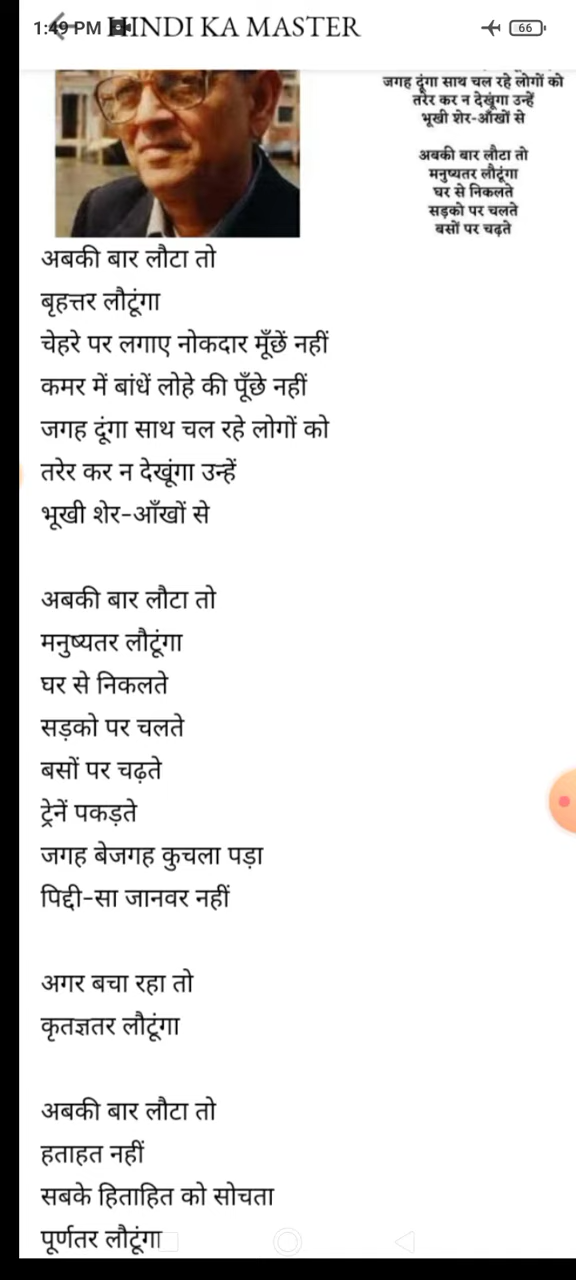 1:49 PM HINDI KA MASTER 66
जगह दूंगा साथ चल रहे लोगों को
तरेर कर न देखूंगा उन्हें
भूखी शेर-आँखों से
अबकी बार लौटा तो
मनुष्यतर लौटूंगा
घर से निकलते
सड़को पर चलते
बसों पर चढ़ते
अबकी बार लौटा तो
बृहत्तर लौटूंगा
चेहरे पर लगाए नोकदार मूँछें नहीं
कमर में बांधें लोहे की पूँछे नहीं
जगह दूंगा साथ चल रहे लोगों को
तरेर कर न देखूंगा उन्हें
भूखी शेर-आँखों से
अबकी बार लौटा तो
मनुष्यतर लौटूंगा
घर से निकलते
सड़को पर चलते
बसों पर चढ़ते
ट्रेनें पकड़ते
जगह बेजगह कुचला पड़ा
पिद्दी-सा जानवर नहीं
अगर बचा रहा तो
कृतज्ञतर लौटूंगा
अबकी बार लौटा तो
हताहत नहीं
सबके हिताहित को सोचता
पूर्णतर लौटूंगा